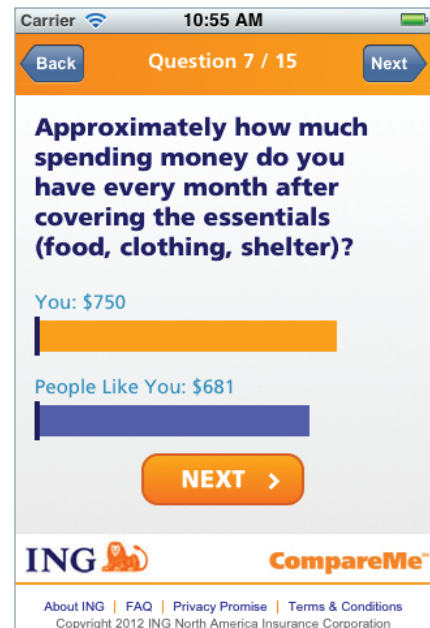 Carrier 10:55 AM
Back Question 7 / 15 Next
Approximately how much
spending money do you
have every month after
covering the essentials
(food, clothing, shelter)?
You: $750
People Like You: $681
NEXT >
ING CompareMe™
About ING | FAQ | Privacy Promise | Terms & Conditions
Copyright 2012 ING North America Insurance Corporation